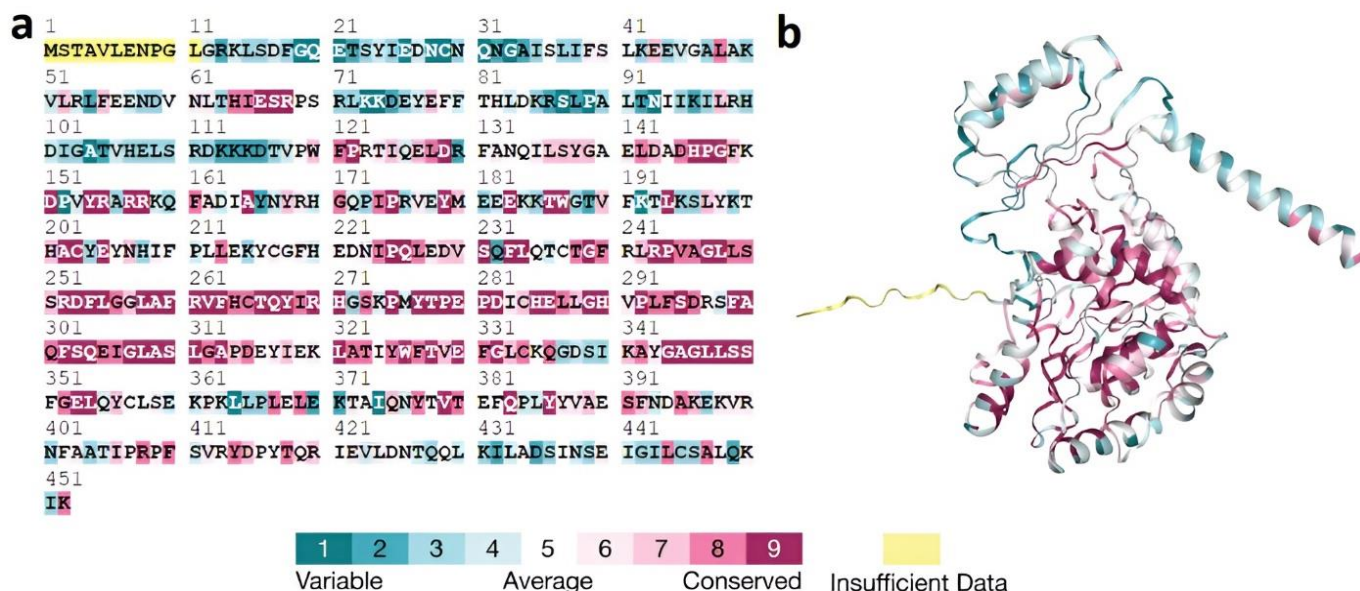 a
b
1 11 21 31 41
MSTAVLENPG LGRKLSDFGQ ETSYIEDNCN QNGAISLIFS LKEEVGALAK
51 61 71 81 91
VLRLFEENDV NLTHIESRPS RLKKDEYEFF THLDKRSLPA LTNIIKILRH
101 111 121 131 141
DIGATVHELS RDKKKDTVPW FPRTIQELDR FANQILSYGA ELDADHPGFK
151 161 171 181 191
DPVYRARRKQ FADIAYNYRH GQPIPRVEYM EEEKKTWGTV FKTLKSLYKT
201 211 221 231 241
HACYEYNHIF PLLEKYCGFH EDNIPQLEDV SQFLQTCTGF RLRPVAGLLS
251 261 271 281 291
SRDFLGGLAF RVFHCTQYIR HGSKPMYTPE PDICHELLGH VPLFSDRSFA
301 311 321 331 341
QFSQEIGLAS LGAPDEYIEK LATIYWFTVE FGLCKQGDSI KAYGAGLLSS
351 361 371 381 391
FGELQYCLSE KPKLLPLELE KTAIQNYTVT EFQPLYYVAE SFNDAKEKVR
401 411 421 431 441
NFAATIPRPF SVRYDPYTQR IEVLDNTQQL KILADSINSE IGILCSALQK
451
IK
1 2 3 4 5 6 7 8 9
Variable Average Conserved Insufficient Data